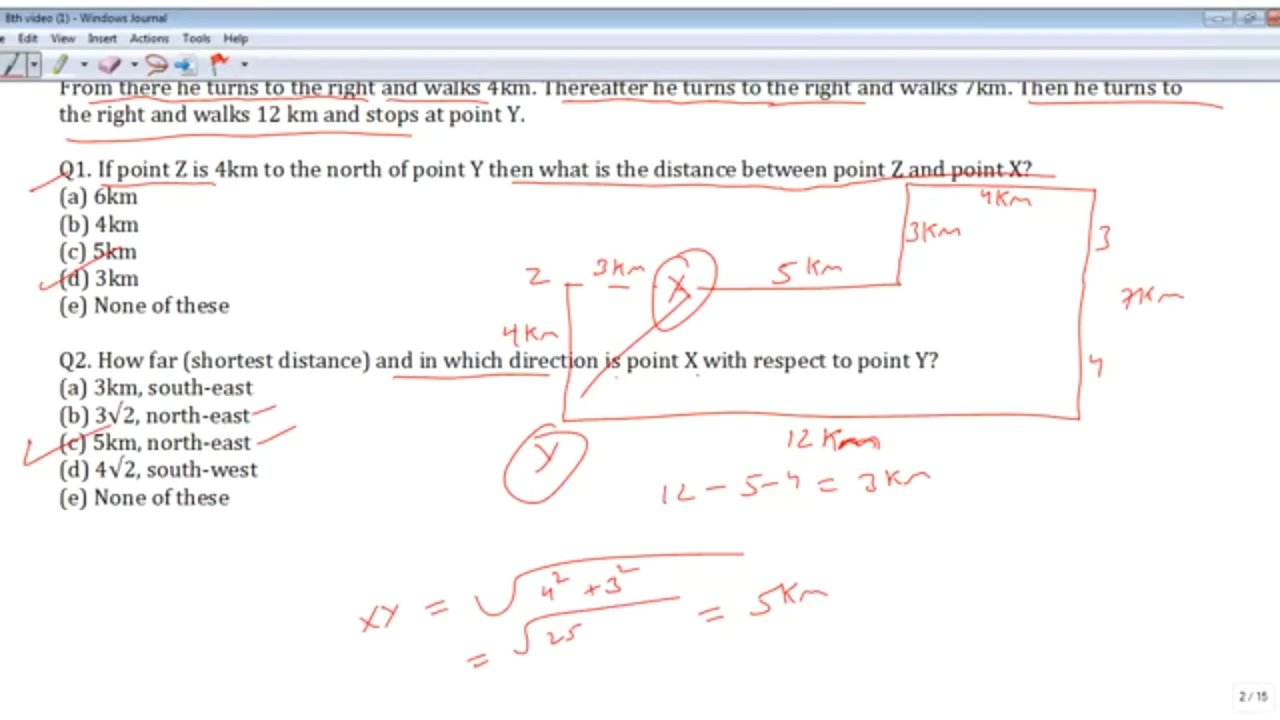 8th video (1) - Windows Journal
Edit View Insert Actions Tools Help
From there he turns to the right and walks 4km. Thereafter he turns to the right and walks 7km. Then he turns to
the right and walks 12 km and stops at point Y.
Q1. If point Z is 4km to the north of point Y then what is the distance between point Z and point X?
(a) 6km
(b) 4km
(c) 5km
(d) 3km
(e) None of these
4Km
3Km
3
Z
3Km
X
5 Km
7Km
4Km
Q2. How far (shortest distance) and in which direction is point X with respect to point Y?
4
(a) 3km, south-east
(b) 3√2, north-east
(c) 5km, north-east
(d) 4√2, south-west
(e) None of these
12 Km
Y
12 - 5 - 4 = 3 Km
XY = √4² + 3²
= √25 = 5Km
2 / 15